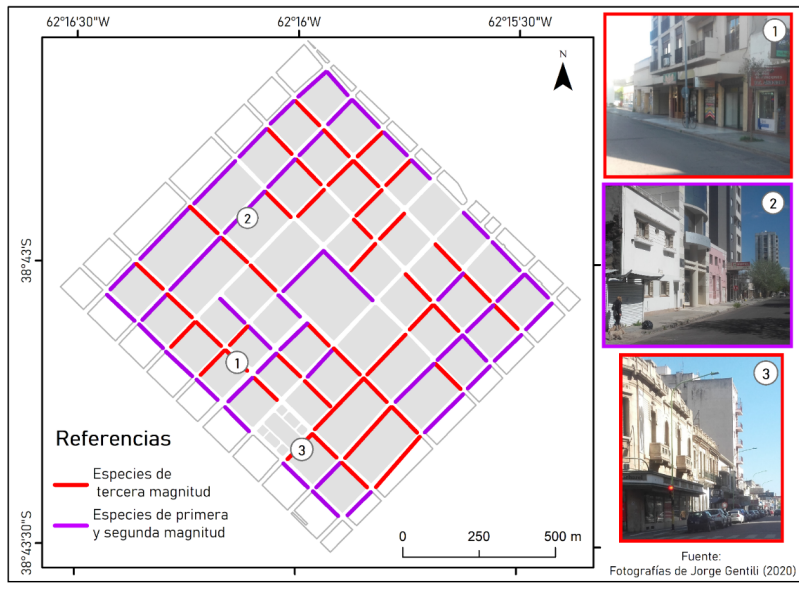 62°16'30"W
62°16'W
62°15'30"W
38°43'S
38°43'30"S
N
1
2
3
1
2
3
Referencias
Especies de
tercera magnitud
Especies de primera
y segunda magnitud
0
250
500 m
Fuente:
Fotografías de Jorge Gentili (2020)